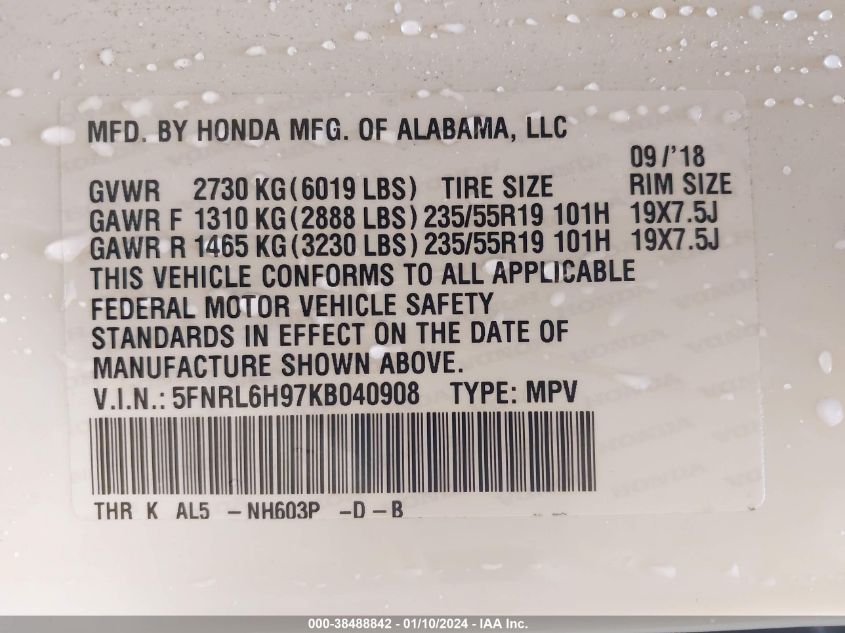 MFD. BY HONDA MFG. OF ALABAMA, LLC
09/'18
GVWR 2730 KG(6019 LBS) TIRE SIZE RIM SIZE
GAWR F 1310 KG(2888 LBS) 235/55R19 101H 19X7.5J
GAWR R 1465 KG(3230 LBS) 235/55R19 101H 19X7.5J
THIS VEHICLE CONFORMS TO ALL APPLICABLE
FEDERAL MOTOR VEHICLE SAFETY
STANDARDS IN EFFECT ON THE DATE OF
MANUFACTURE SHOWN ABOVE.
V.I.N.: 5FNRL6H97KB040908 TYPE: MPV
THR K AL5 -NH603P -D-B
000-38488842 - 01/10/2024 - IAA Inc.